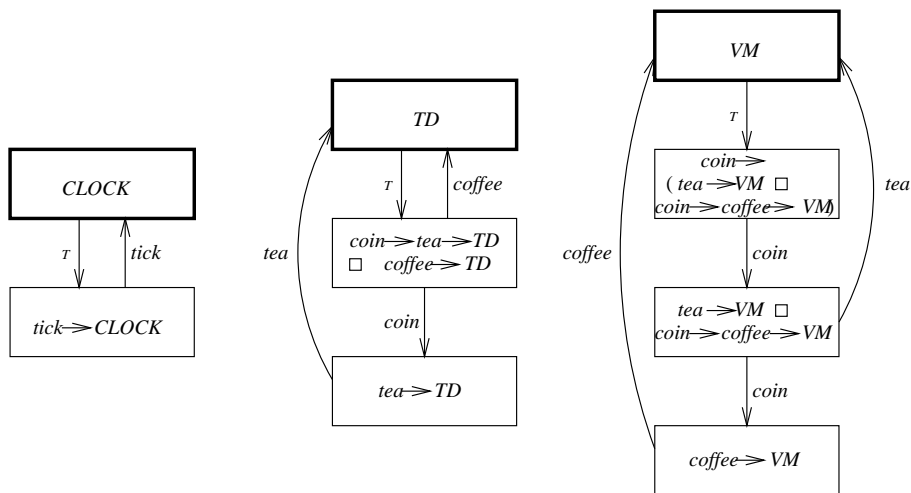 CLOCK
T
tick
tick → CLOCK
TD
T
coffee
tea
coin → tea → TD
□ coffee → TD
coin
tea → TD
VM
T
coin →
( tea → VM □
coin → coffee → VM)
tea
coffee
coin
tea → VM □
coin → coffee → VM
coin
coffee → VM